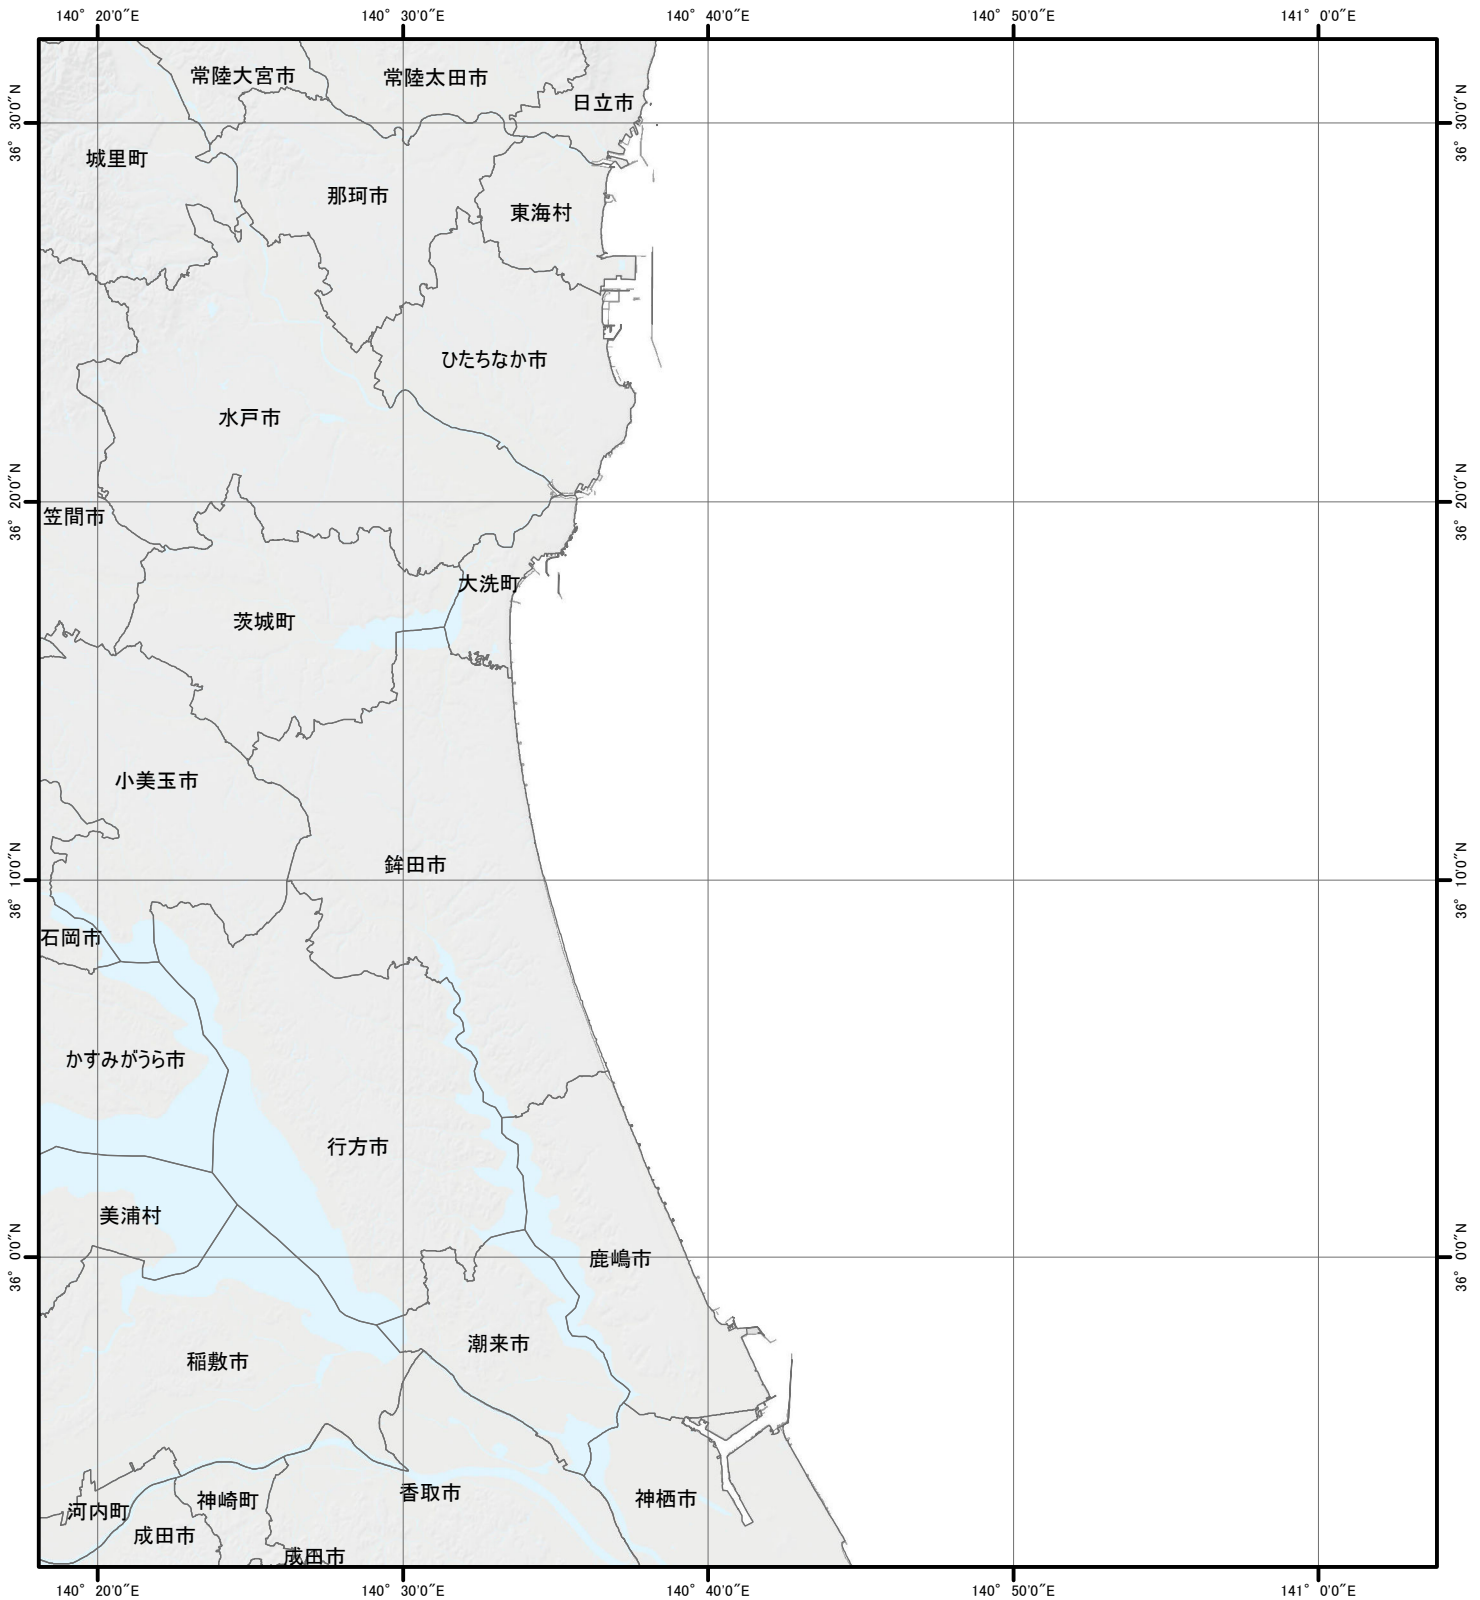 140° 20'0"E
140° 30'0"E
140° 40'0"E
140° 50'0"E
141° 0'0"E
常陸大宮市
常陸太田市
日立市
36° 30'0"N
36° 30'0"N
城里町
那珂市
東海村
ひたちなか市
水戸市
36° 20'0"N
36° 20'0"N
笠間市
大洗町
茨城町
小美玉市
鉾田市
36° 10'0"N
36° 10'0"N
石岡市
かすみがうら市
行方市
美浦村
鹿嶋市
36° 0'0"N
36° 0'0"N
潮来市
稲敷市
香取市
神栖市
神崎町
河内町
成田市
成田市
140° 20'0"E
140° 30'0"E
140° 40'0"E
140° 50'0"E
141° 0'0"E